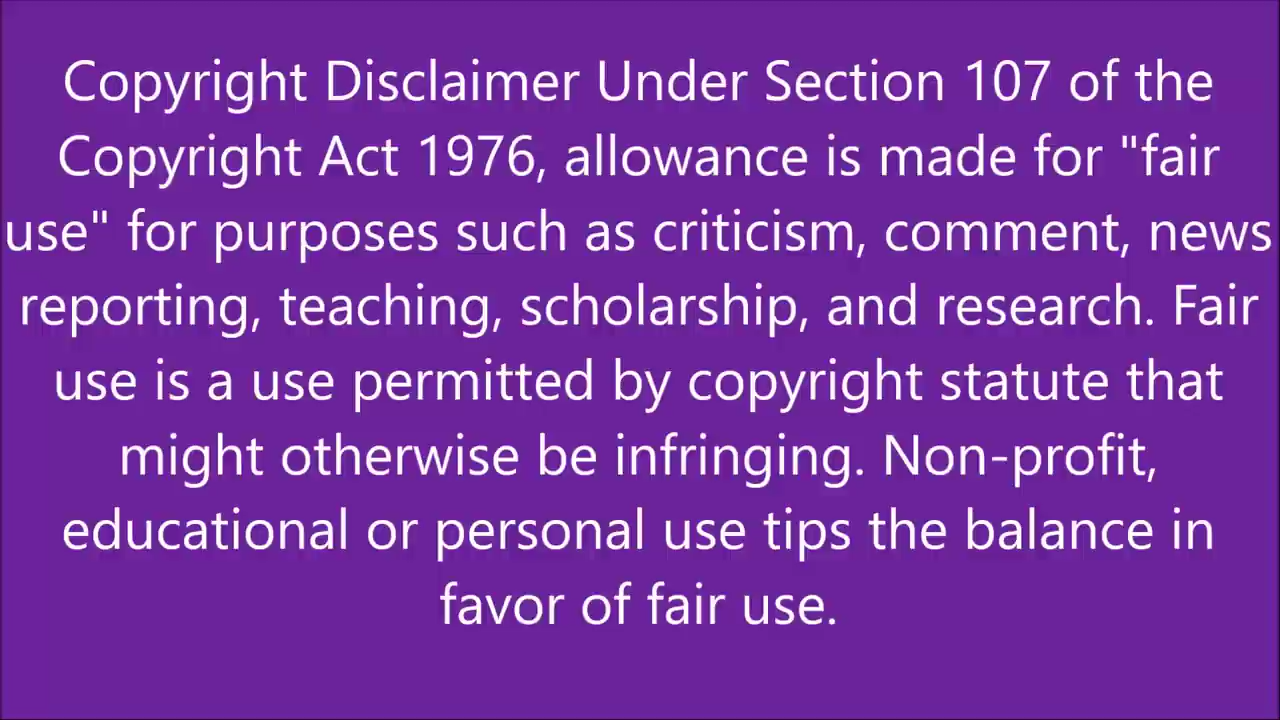 Copyright Disclaimer Under Section 107 of the
Copyright Act 1976, allowance is made for "fair
use" for purposes such as criticism, comment, news
reporting, teaching, scholarship, and research. Fair
use is a use permitted by copyright statute that
might otherwise be infringing. Non-profit,
educational or personal use tips the balance in
favor of fair use.